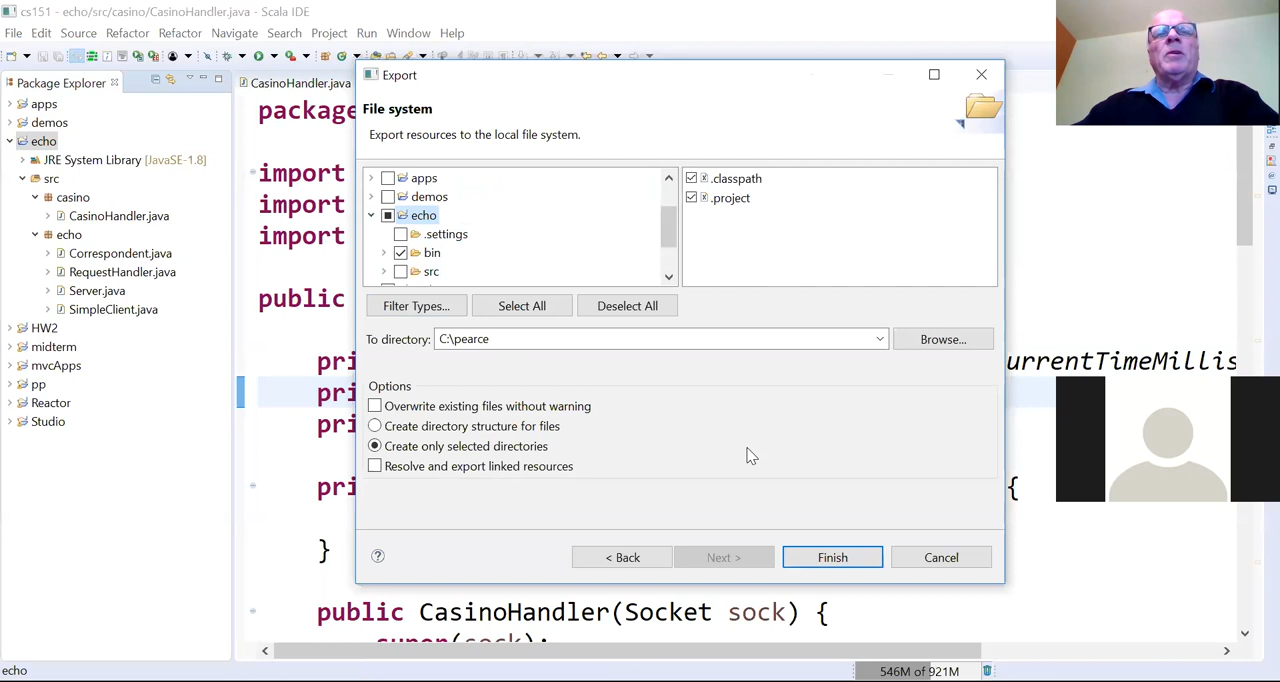 cs151 - echo/src/casino/CasinoHandler.java - Scala IDE
File Edit Source Refactor Refactor Navigate Search Project Run Window Help
Package Explorer
apps
demos
echo
JRE System Library [JavaSE-1.8]
src
casino
CasinoHandler.java
echo
Correspondent.java
RequestHandler.java
Server.java
SimpleClient.java
HW2
midterm
mvcApps
pp
Reactor
Studio
CasinoHandler.java
package
import
import
import
public
pri
urrentTimeMillis
pri
pri
pri
{
}
public CasinoHandler(Socket sock) {
super(sock);
Export
File system
Export resources to the local file system.
apps
demos
echo
.settings
bin
src
.classpath
.project
Filter Types...
Select All
Deselect All
To directory:
C:\pearce
Browse...
Options
Overwrite existing files without warning
Create directory structure for files
Create only selected directories
Resolve and export linked resources
?
< Back
Next >
Finish
Cancel
echo
546M of 921M